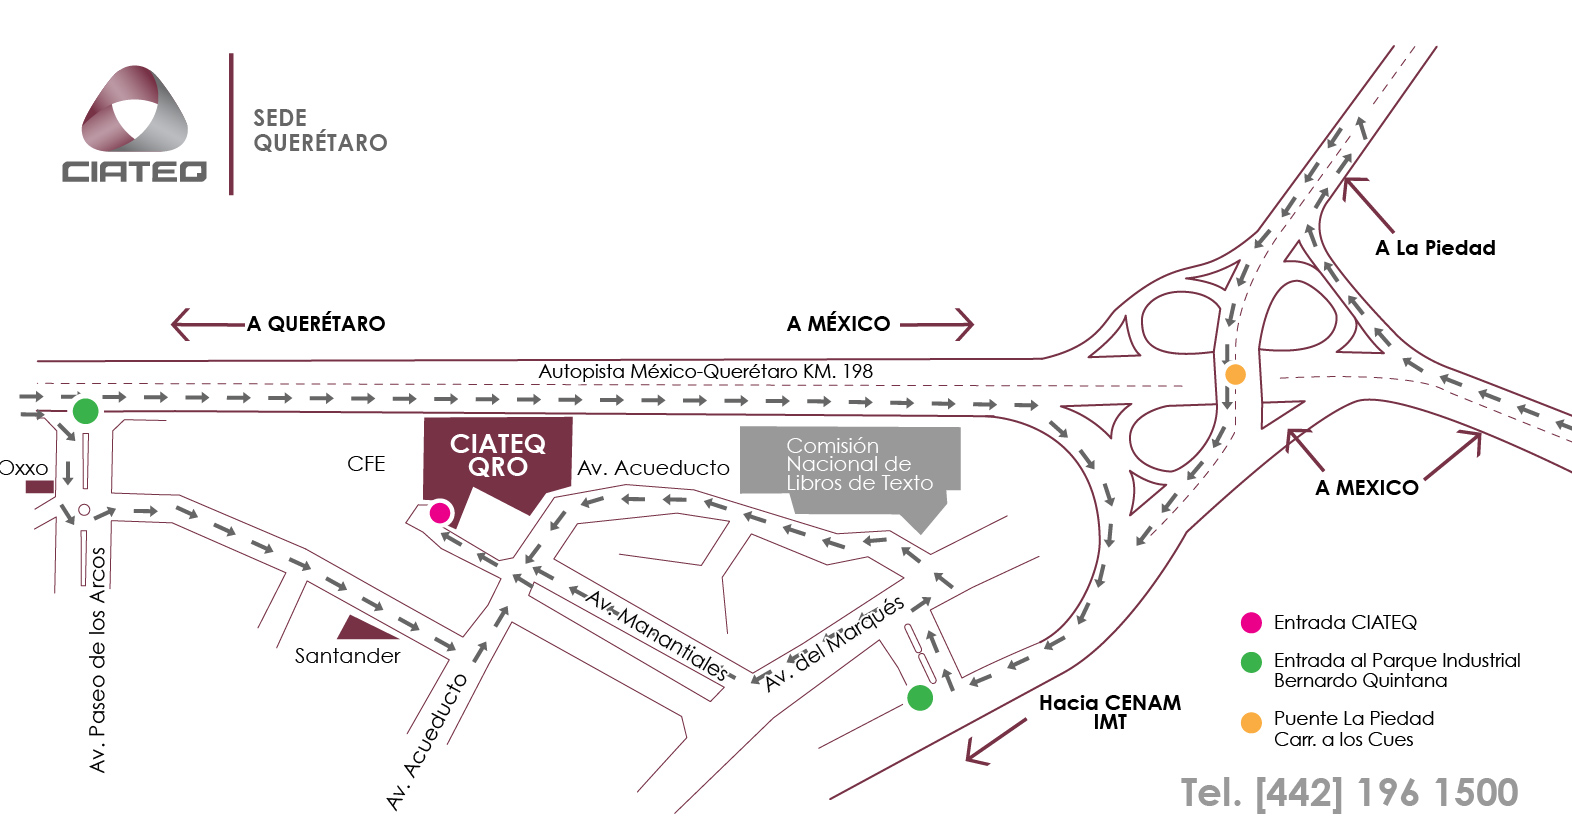 SEDE
QUERÉTARO
CIATEQ
A La Piedad
A QUERÉTARO
A MÉXICO
Autopista México-Querétaro KM. 198
CIATEQ
QRO
Comisión
Nacional de
Libros de Texto
CFE
Av. Acueducto
Oxxo
A MEXICO
Av. Paseo de los Arcos
Av. Manantiales
Av. del Marqués
Santander
Av. Acueducto
Hacia CENAM
IMT
Entrada CIATEQ
Entrada al Parque Industrial
Bernardo Quintana
Puente La Piedad
Carr. a los Cues
Tel. [442] 196 1500